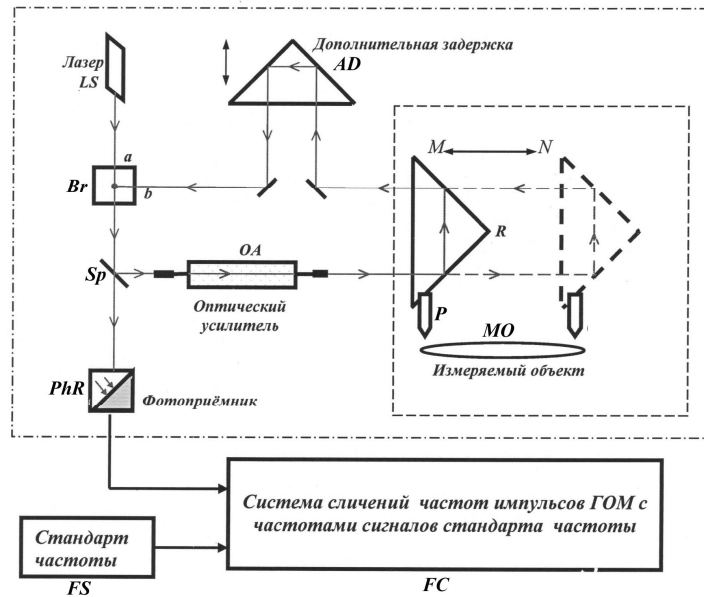 Лазер
LS
Дополнительная задержка
AD
a
Br
b
M
N
R
OA
Sp
Оптический
усилитель
P
MO
Измеряемый объект
PhR
Фотоприёмник
Система сличений частот импульсов ГОМ с
частотами сигналов стандарта частоты
Стандарт
частоты
FS
FC